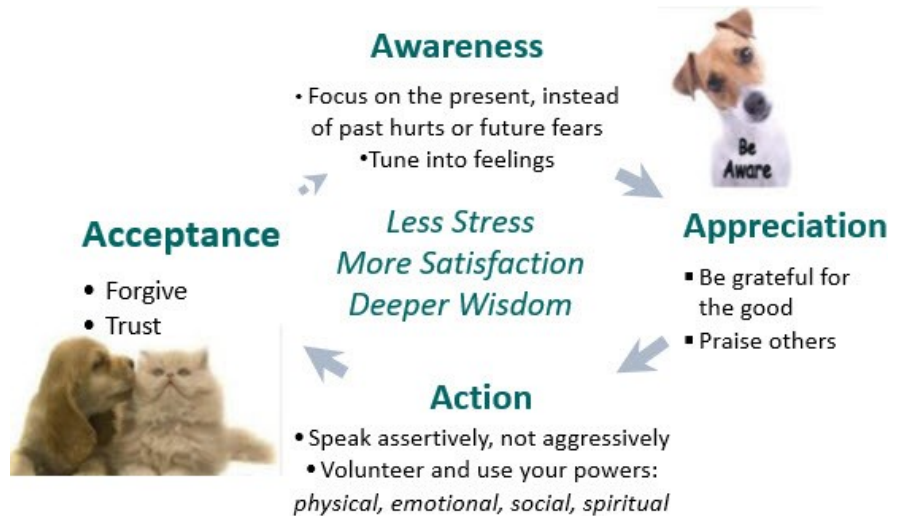 Awareness
• Focus on the present, instead
of past hurts or future fears
•Tune into feelings
Be
Aware
Appreciation
▪ Be grateful for
the good
▪ Praise others
Action
• Speak assertively, not aggressively
• Volunteer and use your powers:
physical, emotional, social, spiritual
Acceptance
• Forgive
• Trust
Less Stress
More Satisfaction
Deeper Wisdom